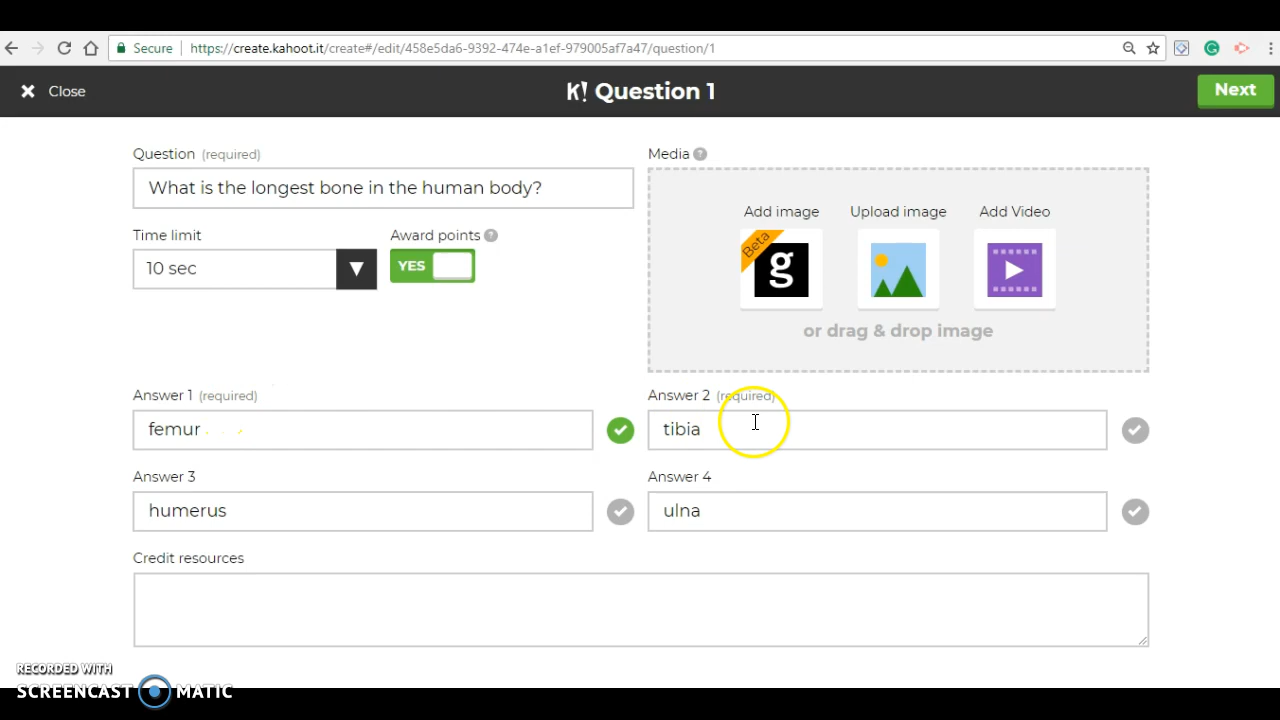 Secure https://create.kahoot.it/create#/edit/458e5da6-9392-474e-a1ef-979005af7a47/question/1
Close
K! Question 1
Next
Question (required)
Media ?
What is the longest bone in the human body?
Time limit
Award points ?
10 sec
YES
Add image
Upload image
Add Video
Beta
g
or drag & drop image
Answer 1 (required)
Answer 2 (required)
femur
tibia
Answer 3
Answer 4
humerus
ulna
Credit resources
RECORDED WITH
SCREENCAST MATIC